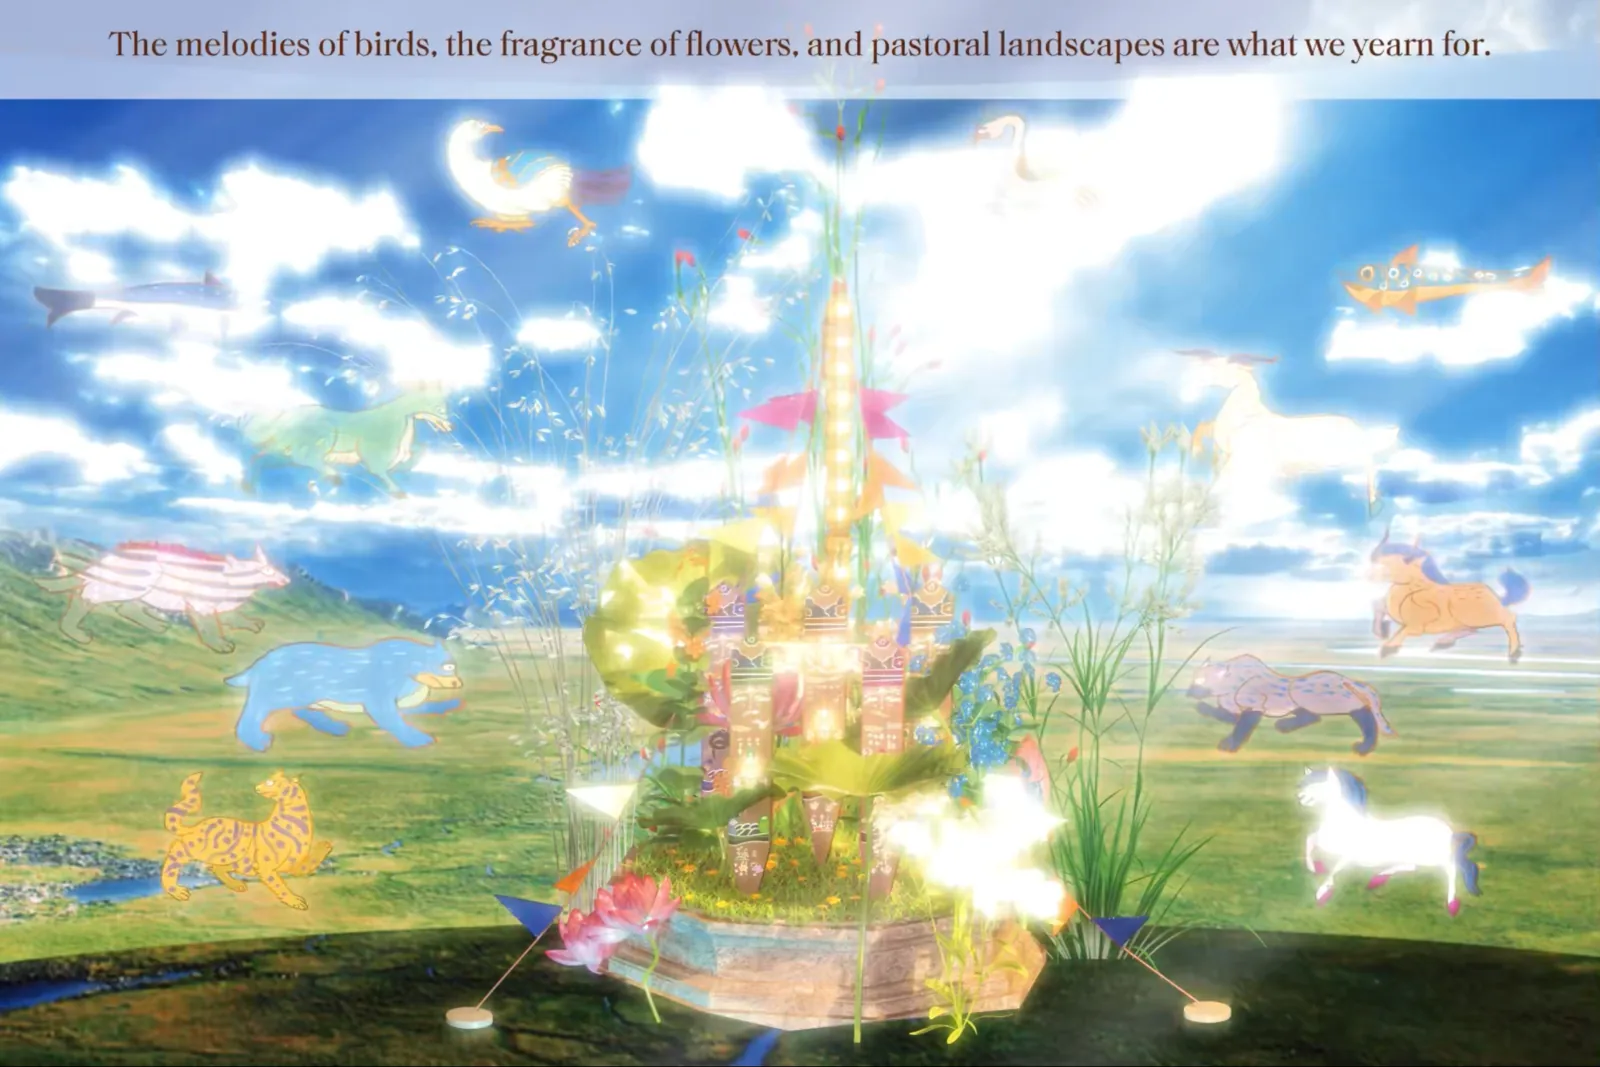 The melodies of birds, the fragrance of flowers, and pastoral landscapes are what we yearn for.